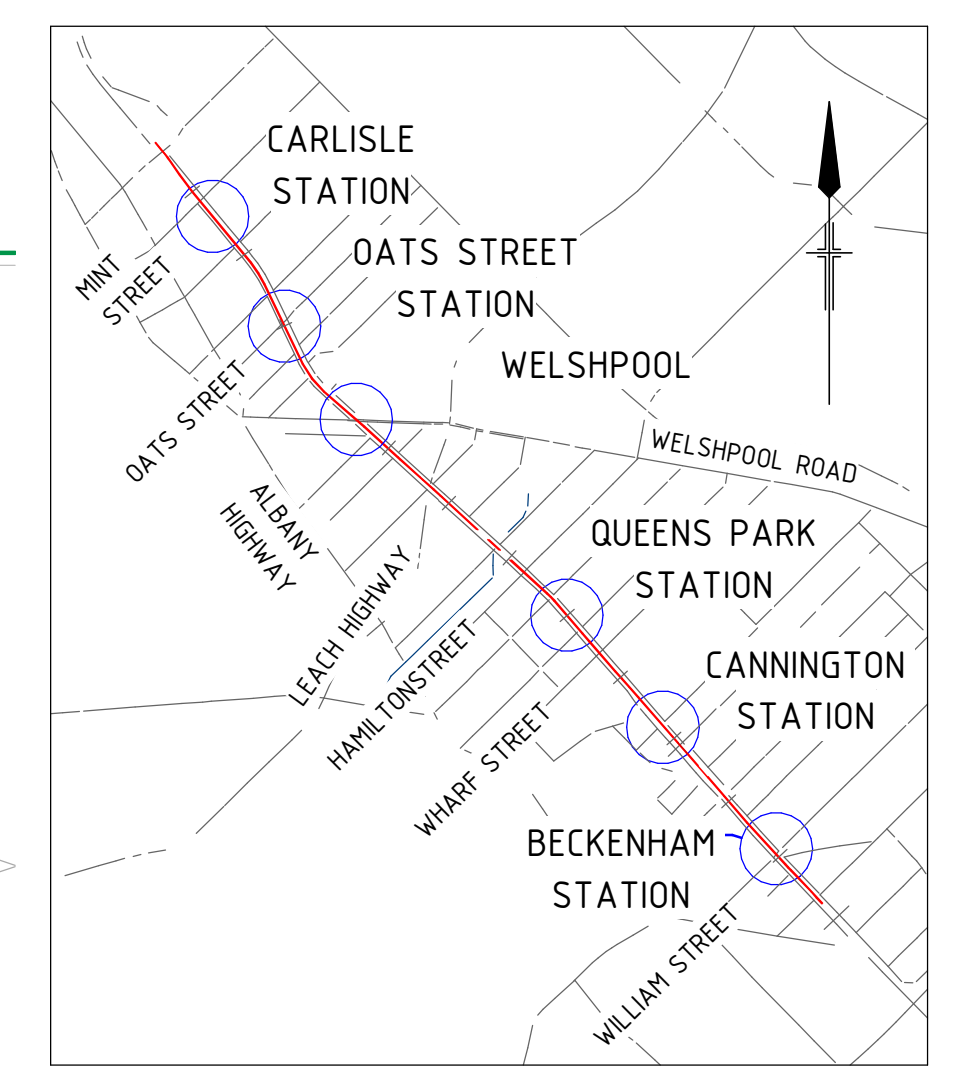 CARLISLE
STATION
MINT
STREET
OATS STREET
STATION
WELSHPOOL
OATS STREET
WELSHPOOL ROAD
ALBANY
HIGHWAY
QUEENS PARK
STATION
LEACH HIGHWAY
HAMILTONSTREET
CANNINGTON
STATION
WHARF STREET
BECKENHAM
STATION
WILLIAM STREET